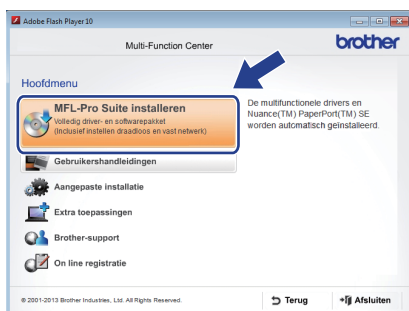 Adobe Flash Player 10
Multi-Function Center
brother
Hoofdmenu
MFL-Pro Suite installeren
Volledig driver- en softwarepakket
(Inclusief instellen draadloos en vast netwerk)
De multifunctionele drivers en
Nuance(TM) PaperPort(TM) SE
worden automatisch geïnstalleerd.
Gebruikershandleidingen
Aangepaste installatie
Extra toepassingen
Brother-support
On line registratie
© 2001-2013 Brother Industries, Ltd. All Rights Reserved.
Terug
Afsluiten